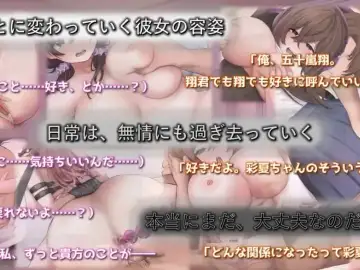 とに変わっていく彼女の容姿
「俺、五十嵐翔。
翔君でも翔でも好きに呼んでいい
こと……好き、とか……？）
日常は、無情にも過ぎ去っていく
に……気持ちいいんだ……）
「好きだよ。彩夏ちゃんのそういう
れないよ……？）
本当にまだ、大丈夫なのだ
私、ずっと貴方のことが──
「どんな関係になったって彩夏